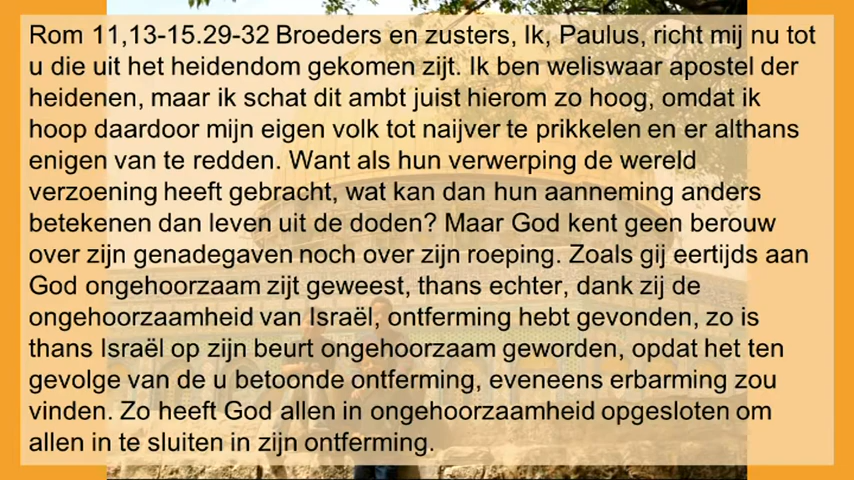 Rom 11,13-15.29-32 Broeders en zusters, Ik, Paulus, richt mij nu tot
u die uit het heidendom gekomen zijt. Ik ben weliswaar apostel der
heidenen, maar ik schat dit ambt juist hierom zo hoog, omdat ik
hoop daardoor mijn eigen volk tot naijver te prikkelen en er althans
enigen van te redden. Want als hun verwerping de wereld
verzoening heeft gebracht, wat kan dan hun aanneming anders
betekenen dan leven uit de doden? Maar God kent geen berouw
over zijn genadegaven noch over zijn roeping. Zoals gij eertijds aan
God ongehoorzaam zijt geweest, thans echter, dank zij de
ongehoorzaamheid van Israël, ontferming hebt gevonden, zo is
thans Israël op zijn beurt ongehoorzaam geworden, opdat het ten
gevolge van de u betoonde ontferming, eveneens erbarming zou
vinden. Zo heeft God allen in ongehoorzaamheid opgesloten om
allen in te sluiten in zijn ontferming.